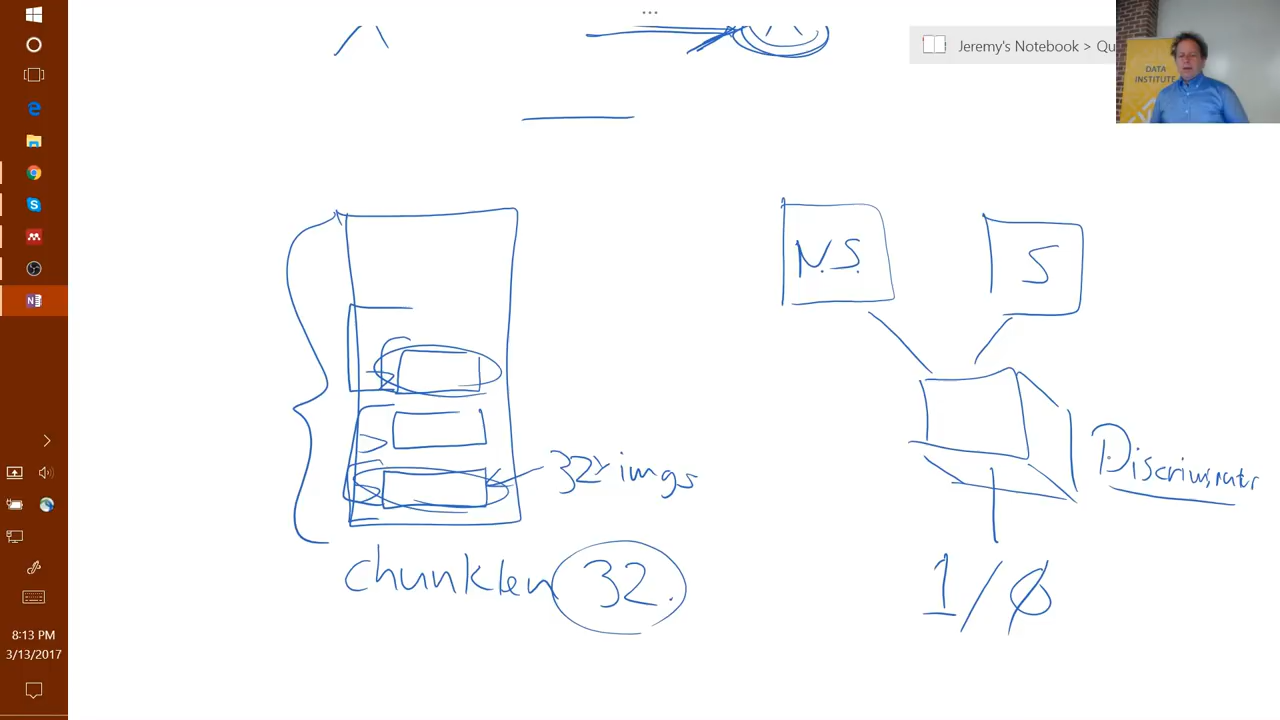 Jeremy's Notebook > Qu
DATA
INSTITUTE
N.S.
S
Discriminator
32 imgs
chunklen 32.
1/0
8:13 PM
3/13/2017